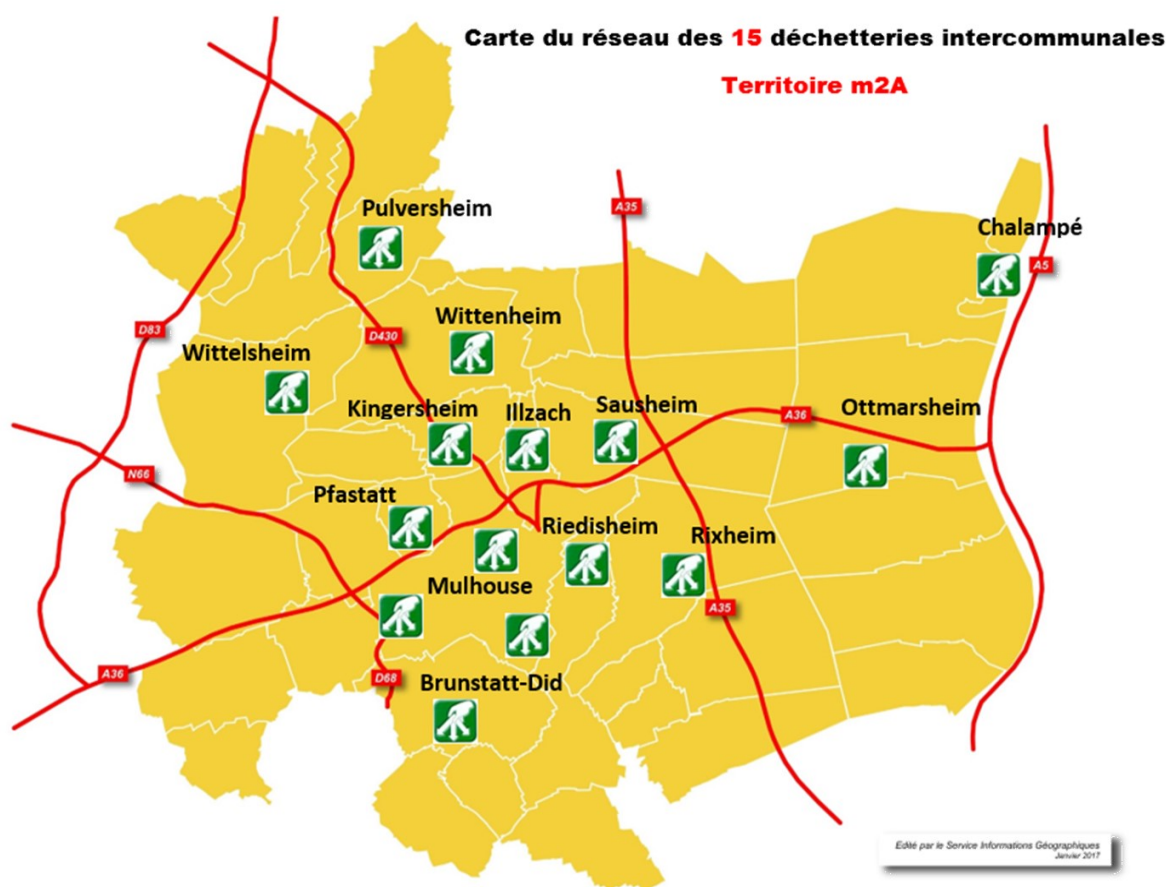 Carte du réseau des 15 déchetteries intercommunales
Territoire m2A
Pulversheim
A35
Chalampé
A5
D83
D430
Wittenheim
Wittelsheim
Kingersheim
Illzach
Sausheim
A36
Ottmarsheim
N66
Pfastatt
Riedisheim
Rixheim
Mulhouse
A35
A36
D68
Brunstatt-Did
Edité par le Service Informations Géographiques
Janvier 2017